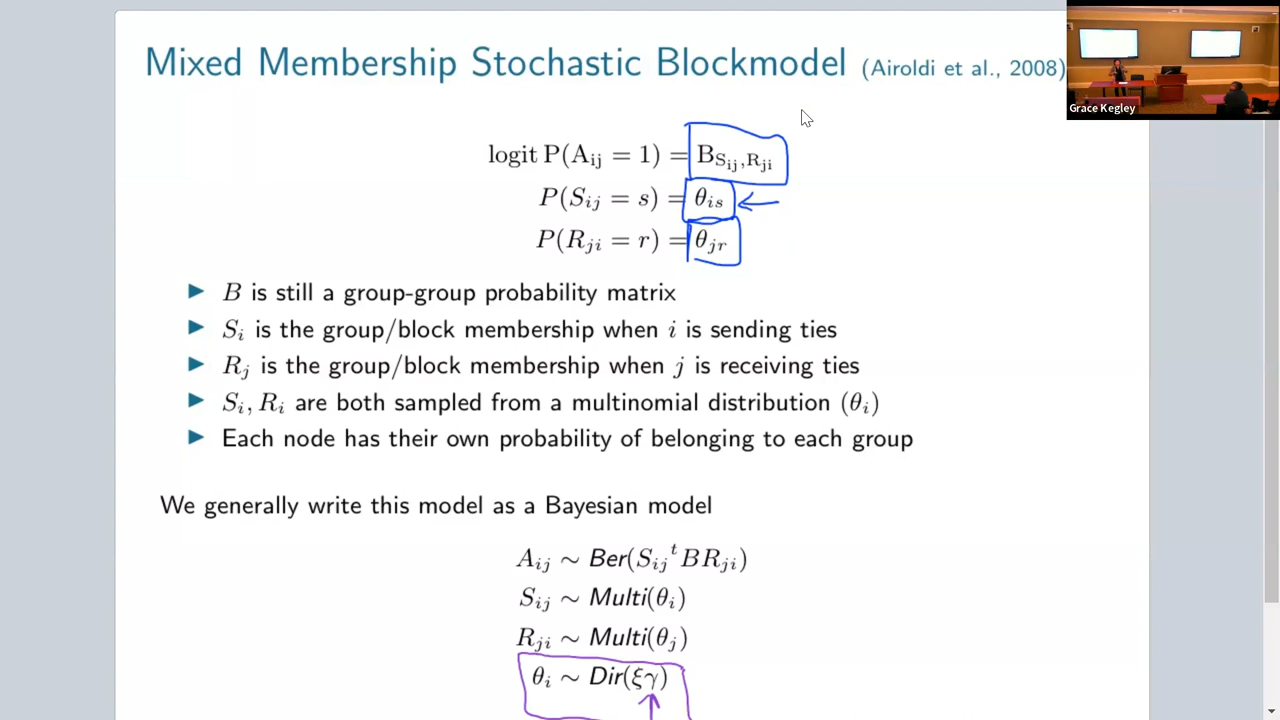 Mixed Membership Stochastic Blockmodel (Airoldi et al., 2008)
Grace Kegley
logit P(A_ij = 1) = B_{S_ij,R_ji}
P(S_ij = s) = θ_is
P(R_ji = r) = θ_jr
▶ B is still a group-group probability matrix
▶ S_i is the group/block membership when i is sending ties
▶ R_j is the group/block membership when j is receiving ties
▶ S_i, R_i are both sampled from a multinomial distribution (θ_i)
▶ Each node has their own probability of belonging to each group
We generally write this model as a Bayesian model
A_ij ∼ Ber(S_ij^t BR_ji)
S_ij ∼ Multi(θ_i)
R_ji ∼ Multi(θ_j)
θ_i ∼ Dir(ξγ)